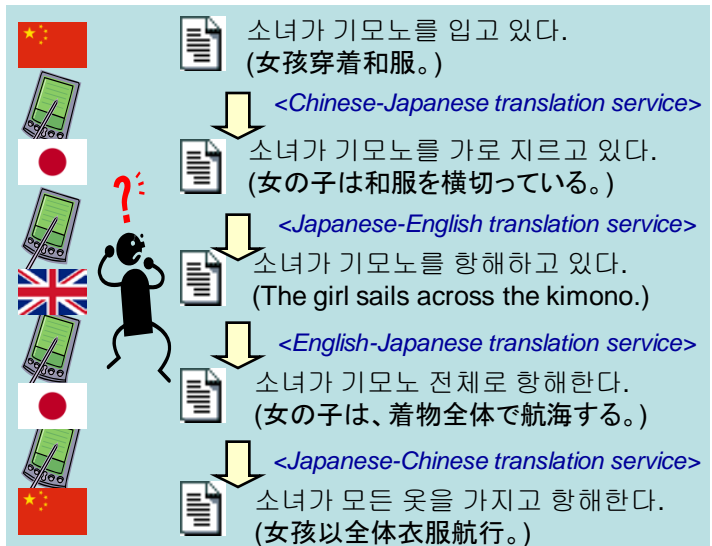 소녀가 기모노를 입고 있다.
(女孩穿着和服。)
<Chinese-Japanese translation service>
소녀가 기모노를 가로 지르고 있다.
(女の子は和服を横切っている。)
?
<Japanese-English translation service>
소녀가 기모노를 항해하고 있다.
(The girl sails across the kimono.)
<English-Japanese translation service>
소녀가 기모노 전체로 항해한다.
(女の子は、着物全体で航海する。)
<Japanese-Chinese translation service>
소녀가 모든 옷을 가지고 항해한다.
(女孩以全体衣服航行。)